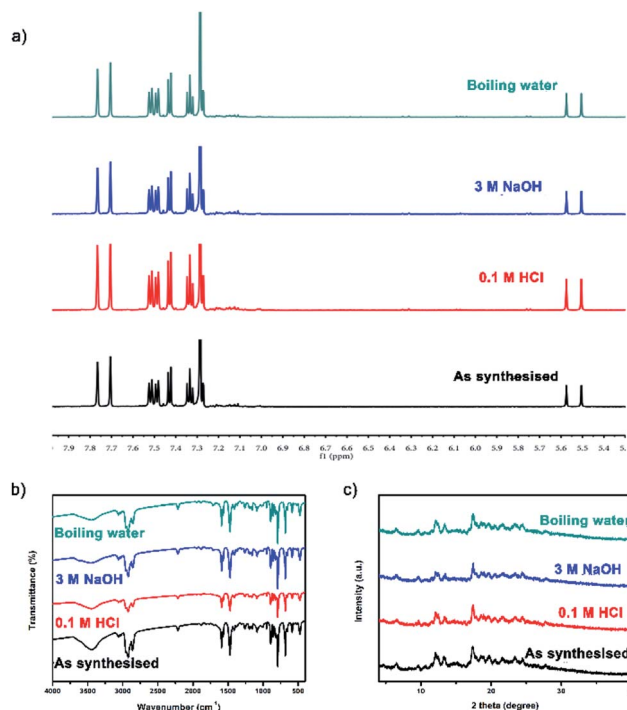 a)
Boiling water
3 M NaOH
0.1 M HCl
As synthesised
7.9 7.8 7.7 7.6 7.5 7.4 7.3 7.2 7.1 7.0 6.9 6.8 6.7 6.6 6.5 6.4 6.3 6.2 6.1 6.0 5.9 5.8 5.7 5.6 5.5 5.4 5.3
f1 (ppm)
b)
Transmittance (%)
Boiling water
3 M NaOH
0.1 M HCl
As synthesised
4000 3500 3000 2500 2000 1500 1000 500
Wavenumber (cm⁻¹)
c)
Intensity (a.u.)
Boiling water
3 M NaOH
0.1 M HCl
As synthesised
10 20 30
2 theta (degree)